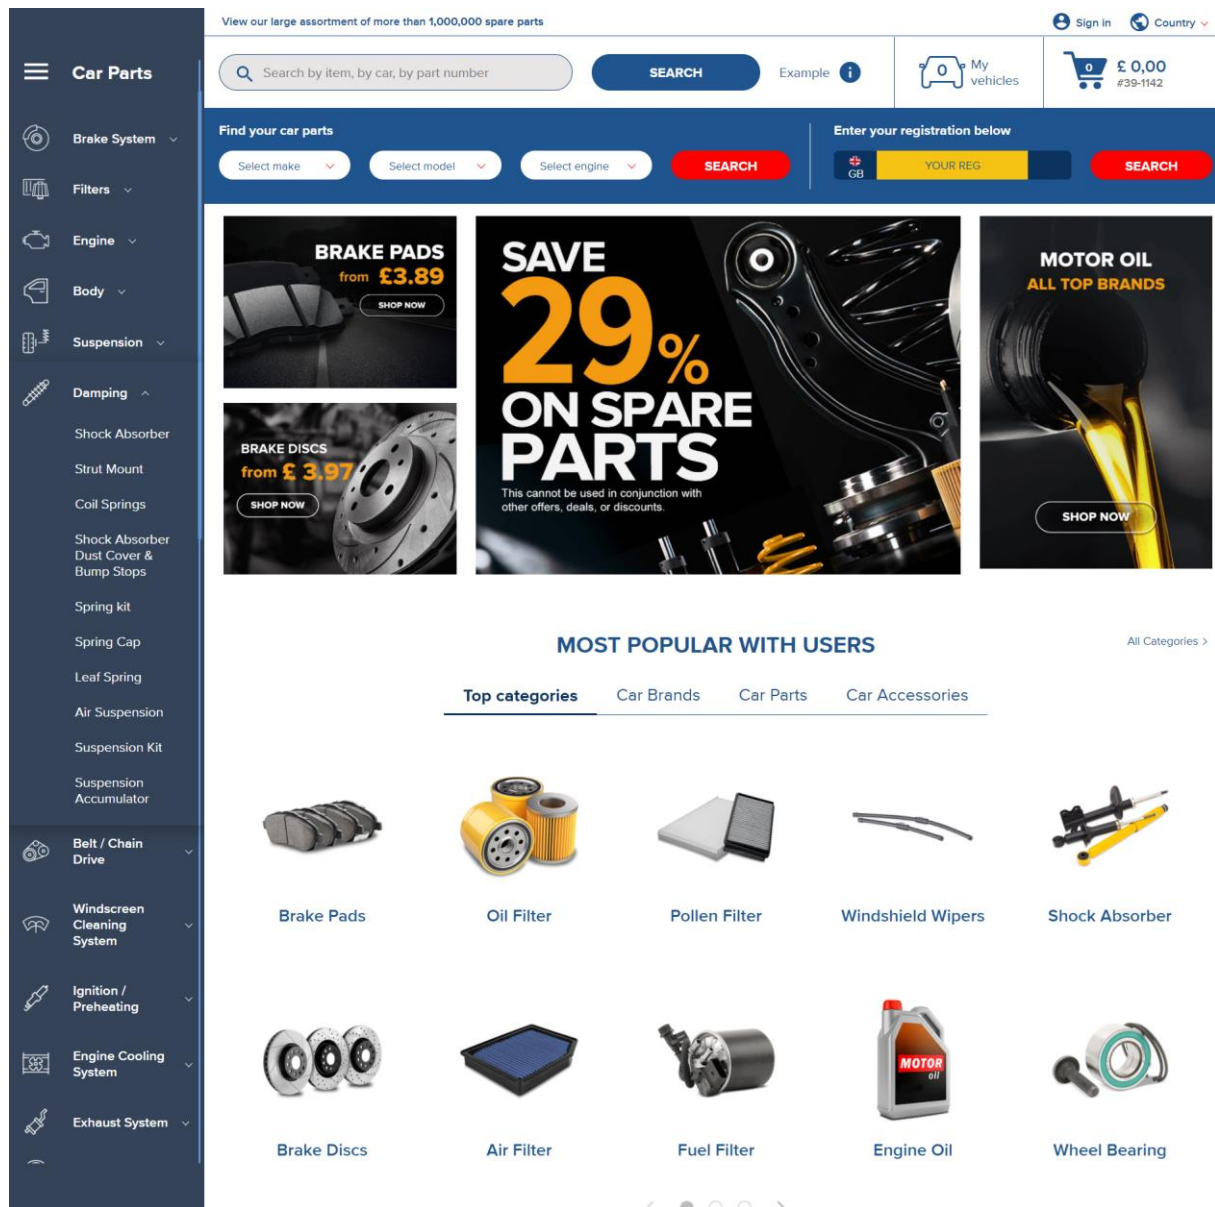 View our large assortment of more than 1,000,000 spare parts
Sign in
Country
Car Parts
Search by item, by car, by part number
SEARCH
Example
i
0
My
vehicles
0
£ 0,00
#39-1142
Find your car parts
Select make
Select model
Select engine
SEARCH
Enter your registration below
GB
YOUR REG
SEARCH
Brake System
Filters
Engine
Body
Suspension
Damping
Shock Absorber
Strut Mount
Coil Springs
Shock Absorber
Dust Cover &
Bump Stops
Spring kit
Spring Cap
Leaf Spring
Air Suspension
Suspension Kit
Suspension
Accumulator
Belt / Chain
Drive
Windscreen
Cleaning
System
Ignition /
Preheating
Engine Cooling
System
Exhaust System
BRAKE PADS
from £3.89
SHOP NOW
BRAKE DISCS
from £ 3.97
SHOP NOW
SAVE
29%
ON SPARE
PARTS
This cannot be used in conjunction with
other offers, deals, or discounts.
MOTOR OIL
ALL TOP BRANDS
SHOP NOW
MOST POPULAR WITH USERS
All Categories >
Top categories
Car Brands
Car Parts
Car Accessories
Brake Pads
Oil Filter
Pollen Filter
Windshield Wipers
Shock Absorber
MOTOR
oil
Brake Discs
Air Filter
Fuel Filter
Engine Oil
Wheel Bearing